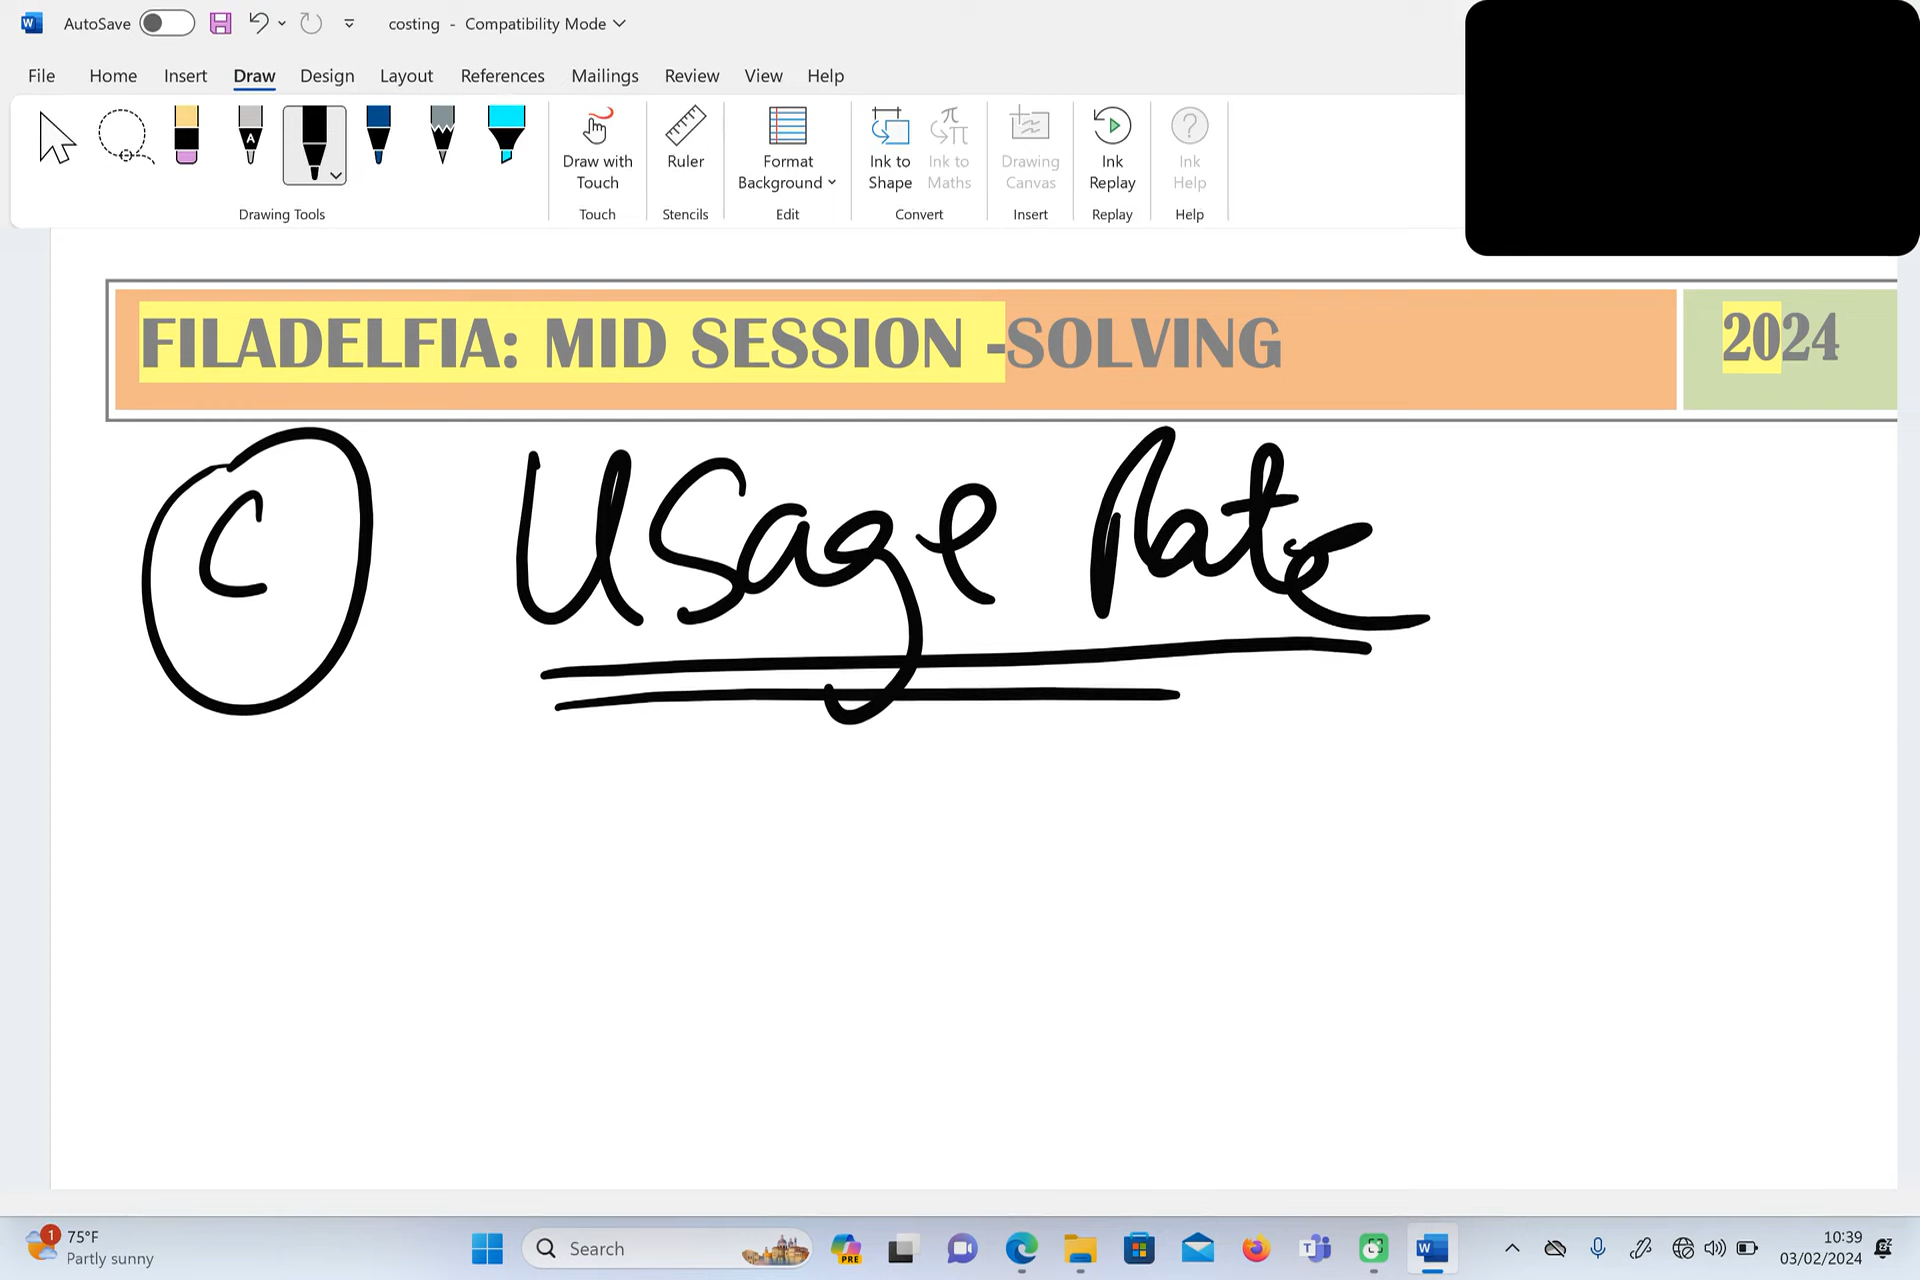 AutoSave costing - Compatibility Mode
File Home Insert Draw Design Layout References Mailings Review View Help
A
Draw with Touch Ruler Format Background Ink to Shape Ink to Maths Drawing Canvas Ink Replay Ink Help
Drawing Tools Touch Stencils Edit Convert Insert Replay Help
FILADELFIA: MID SESSION -SOLVING 2024
C Usage Rate
1 75°F Search PRE T W 10:39
Partly sunny 03/02/2024